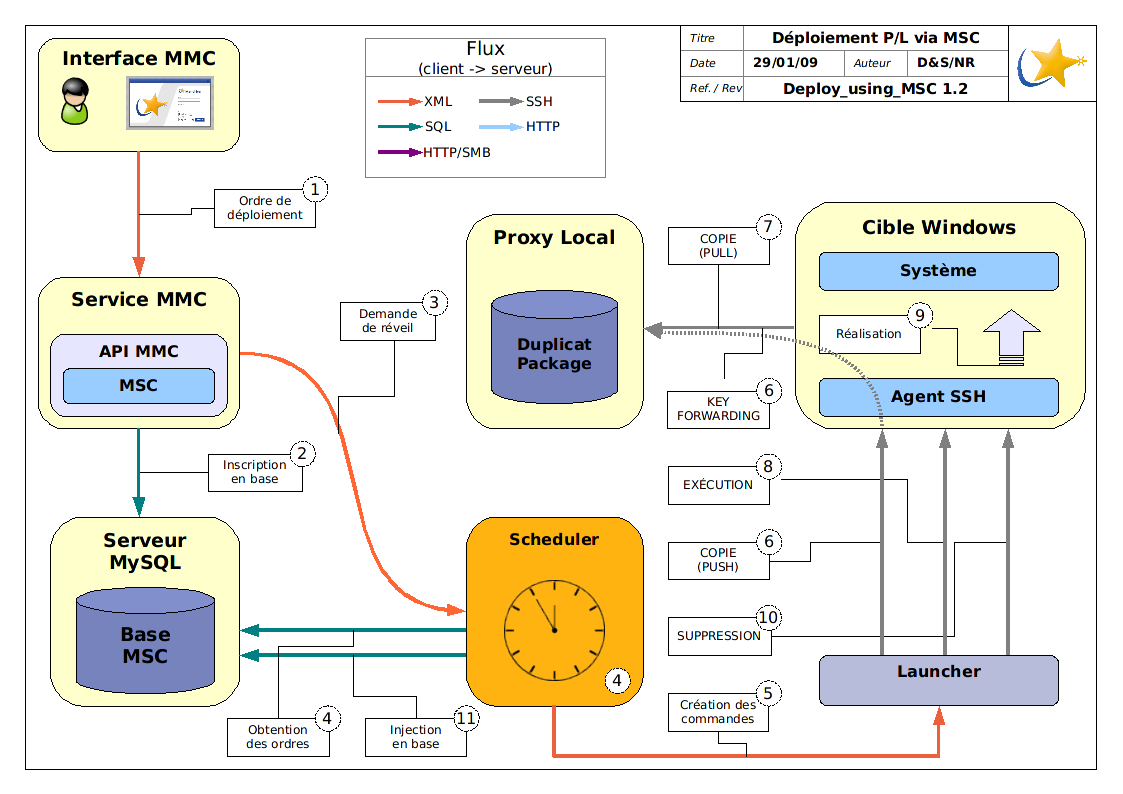 Interface MMC
Flux
(client -> serveur)
XML
SSH
SQL
HTTP
HTTP/SMB
Titre
Déploiement P/L via MSC
Date
29/01/09
Auteur
D&S/NR
Ref. / Rev
Deploy_using_MSC 1.2
1
Ordre de
déploiement
Service MMC
API MMC
MSC
3
Demande
de réveil
2
Inscription
en base
Proxy Local
Duplicat
Package
7
COPIE
(PULL)
6
KEY
FORWARDING
Cible Windows
Système
9
Réalisation
Agent SSH
8
EXÉCUTION
6
COPIE
(PUSH)
10
SUPPRESSION
Launcher
5
Création des
commandes
Serveur
MySQL
Base
MSC
Scheduler
4
4
Obtention
des ordres
11
Injection
en base